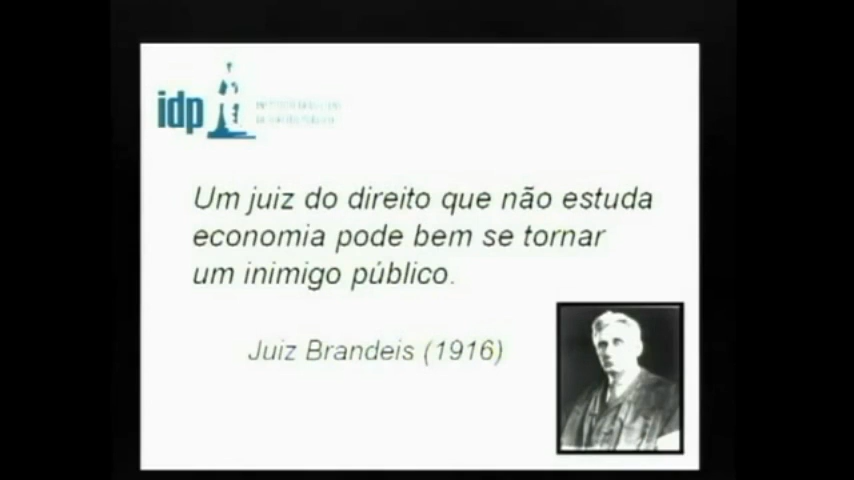 idp
Um juiz do direito que não estuda
economia pode bem se tornar
um inimigo público.
Juiz Brandeis (1916)